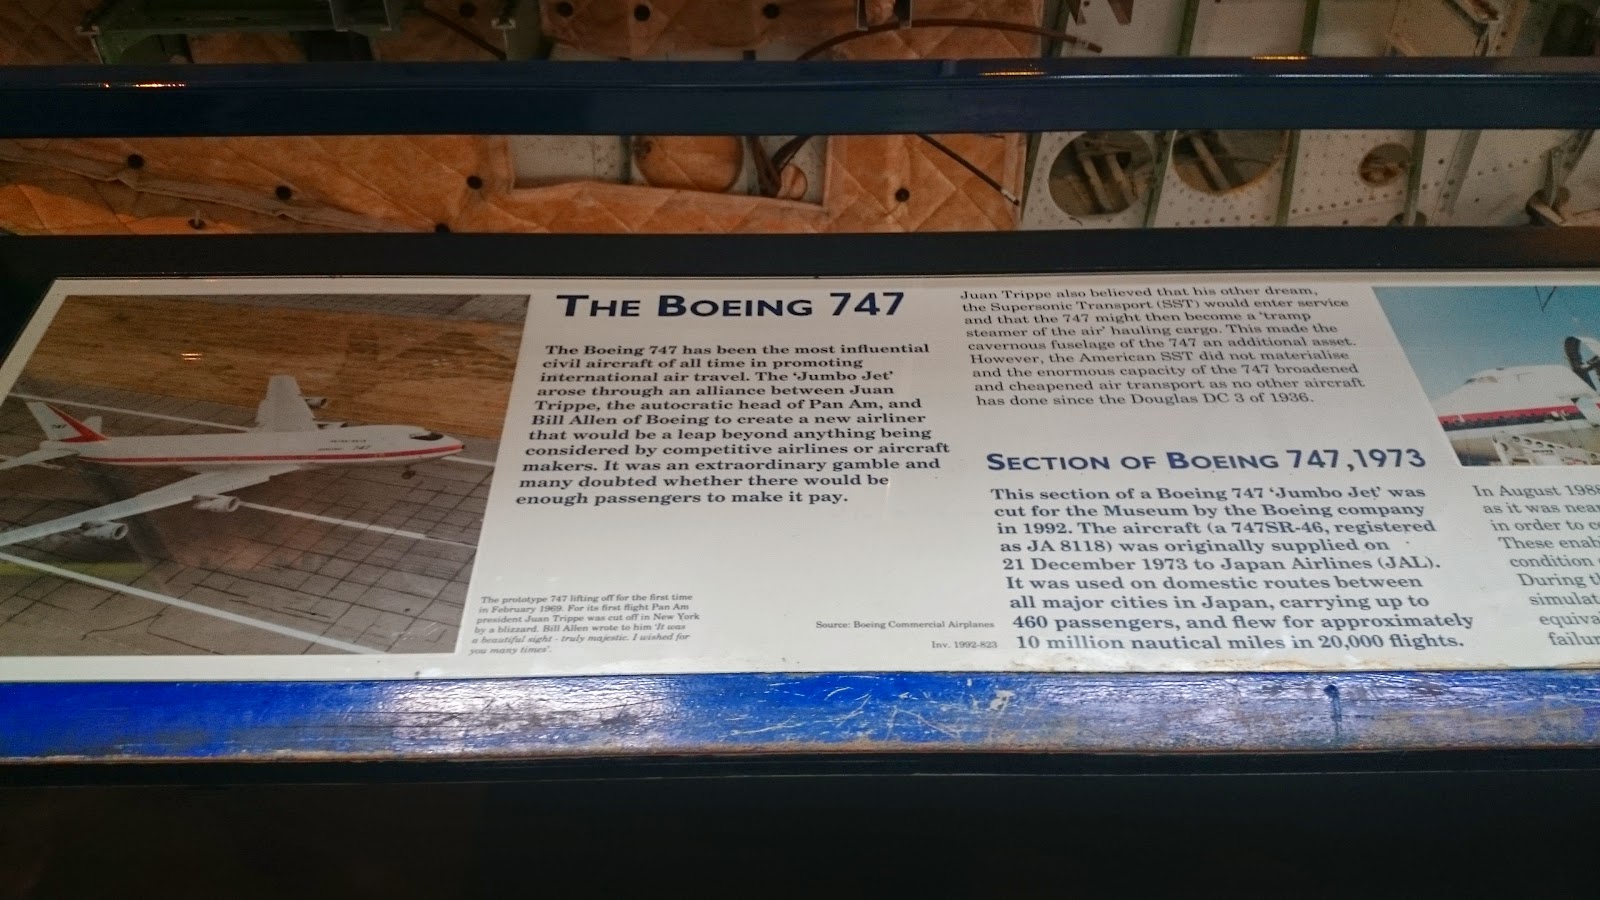 THE BOEING 747
The Boeing 747 has been the most influential
civil aircraft of all time in promoting
international air travel. The 'Jumbo Jet'
arose through an alliance between Juan
Trippe, the autocratic head of Pan Am, and
Bill Allen of Boeing to create a new airliner
that would be a leap beyond anything being
considered by competitive airlines or aircraft
makers. It was an extraordinary gamble and
many doubted whether there would be
enough passengers to make it pay.
The prototype 747 lifting off for the first time
in February 1969. For its first flight Pan Am
president Juan Trippe was cut off in New York
by a blizzard. Bill Allen wrote to him 'It was
a beautiful sight - truly majestic. I wished for
you many times'.
Source: Boeing Commercial Airplanes
Inv. 1992-823
Juan Trippe also believed that his other dream,
the Supersonic Transport (SST) would enter service
and that the 747 might then become a 'tramp
steamer of the air' hauling cargo. This made the
cavernous fuselage of the 747 an additional asset.
However, the American SST did not materialise
and the enormous capacity of the 747 broadened
and cheapened air transport as no other aircraft
has done since the Douglas DC 3 of 1936.
SECTION OF BOEING 747, 1973
This section of a Boeing 747 'Jumbo Jet' was
cut for the Museum by the Boeing company
in 1992. The aircraft (a 747SR-46, registered
as JA 8118) was originally supplied on
21 December 1973 to Japan Airlines (JAL).
It was used on domestic routes between
all major cities in Japan, carrying up to
460 passengers, and flew for approximately
10 million nautical miles in 20,000 flights.
In August 1988
as it was nea
in order to c
These enab
condition
During t
simulat
equiva
failur
747
747